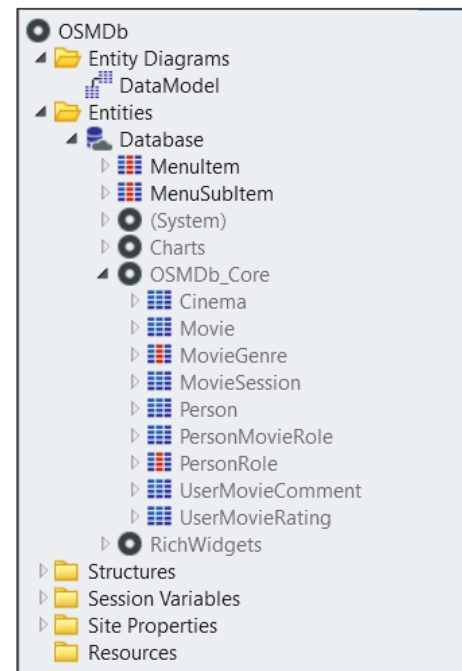 OSMDb
Entity Diagrams
DataModel
Entities
Database
MenuItem
MenuSubItem
(System)
Charts
OSMDb_Core
Cinema
Movie
MovieGenre
MovieSession
Person
PersonMovieRole
PersonRole
UserMovieComment
UserMovieRating
RichWidgets
Structures
Session Variables
Site Properties
Resources